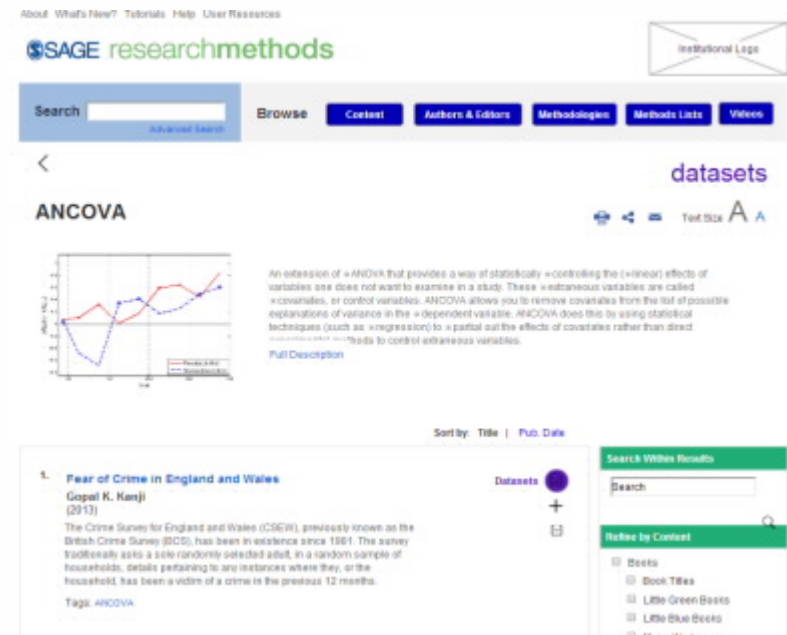 About What's New? Tutorials Help User Resources
SAGE researchmethods
Institutional Logo
Search
Advanced Search
Browse
Content
Authors & Editors
Methodologies
Methods Lists
Videos
<
datasets
ANCOVA
Text Size A A
An extension of »ANOVA that provides a way of statistically »controlling the (»linear) effects of
variables one does not want to examine in a study. These »extraneous variables are called
»covariates, or control variables. ANCOVA allows you to remove covariates from the list of possible
explanations of variance in the »dependent variable. ANCOVA does this by using statistical
techniques (such as »regression) to »partial out the effects of covariates rather than direct
methods to control extraneous variables.
Full Description
Sort by: Title | Pub. Date
1. Fear of Crime in England and Wales
Gopal K. Kanji
(2013)
The Crime Survey for England and Wales (CSEW), previously known as the
British Crime Survey (BCS), has been in existence since 1981. The survey
traditionally asks a sole randomly selected adult, in a random sample of
households, details pertaining to any instances where they, or the
household, has been a victim of a crime in the previous 12 months.
Tags: ANCOVA
Datasets
Search Within Results
Search
Refine by Content
Books
Book Titles
Little Green Books
Little Blue Books